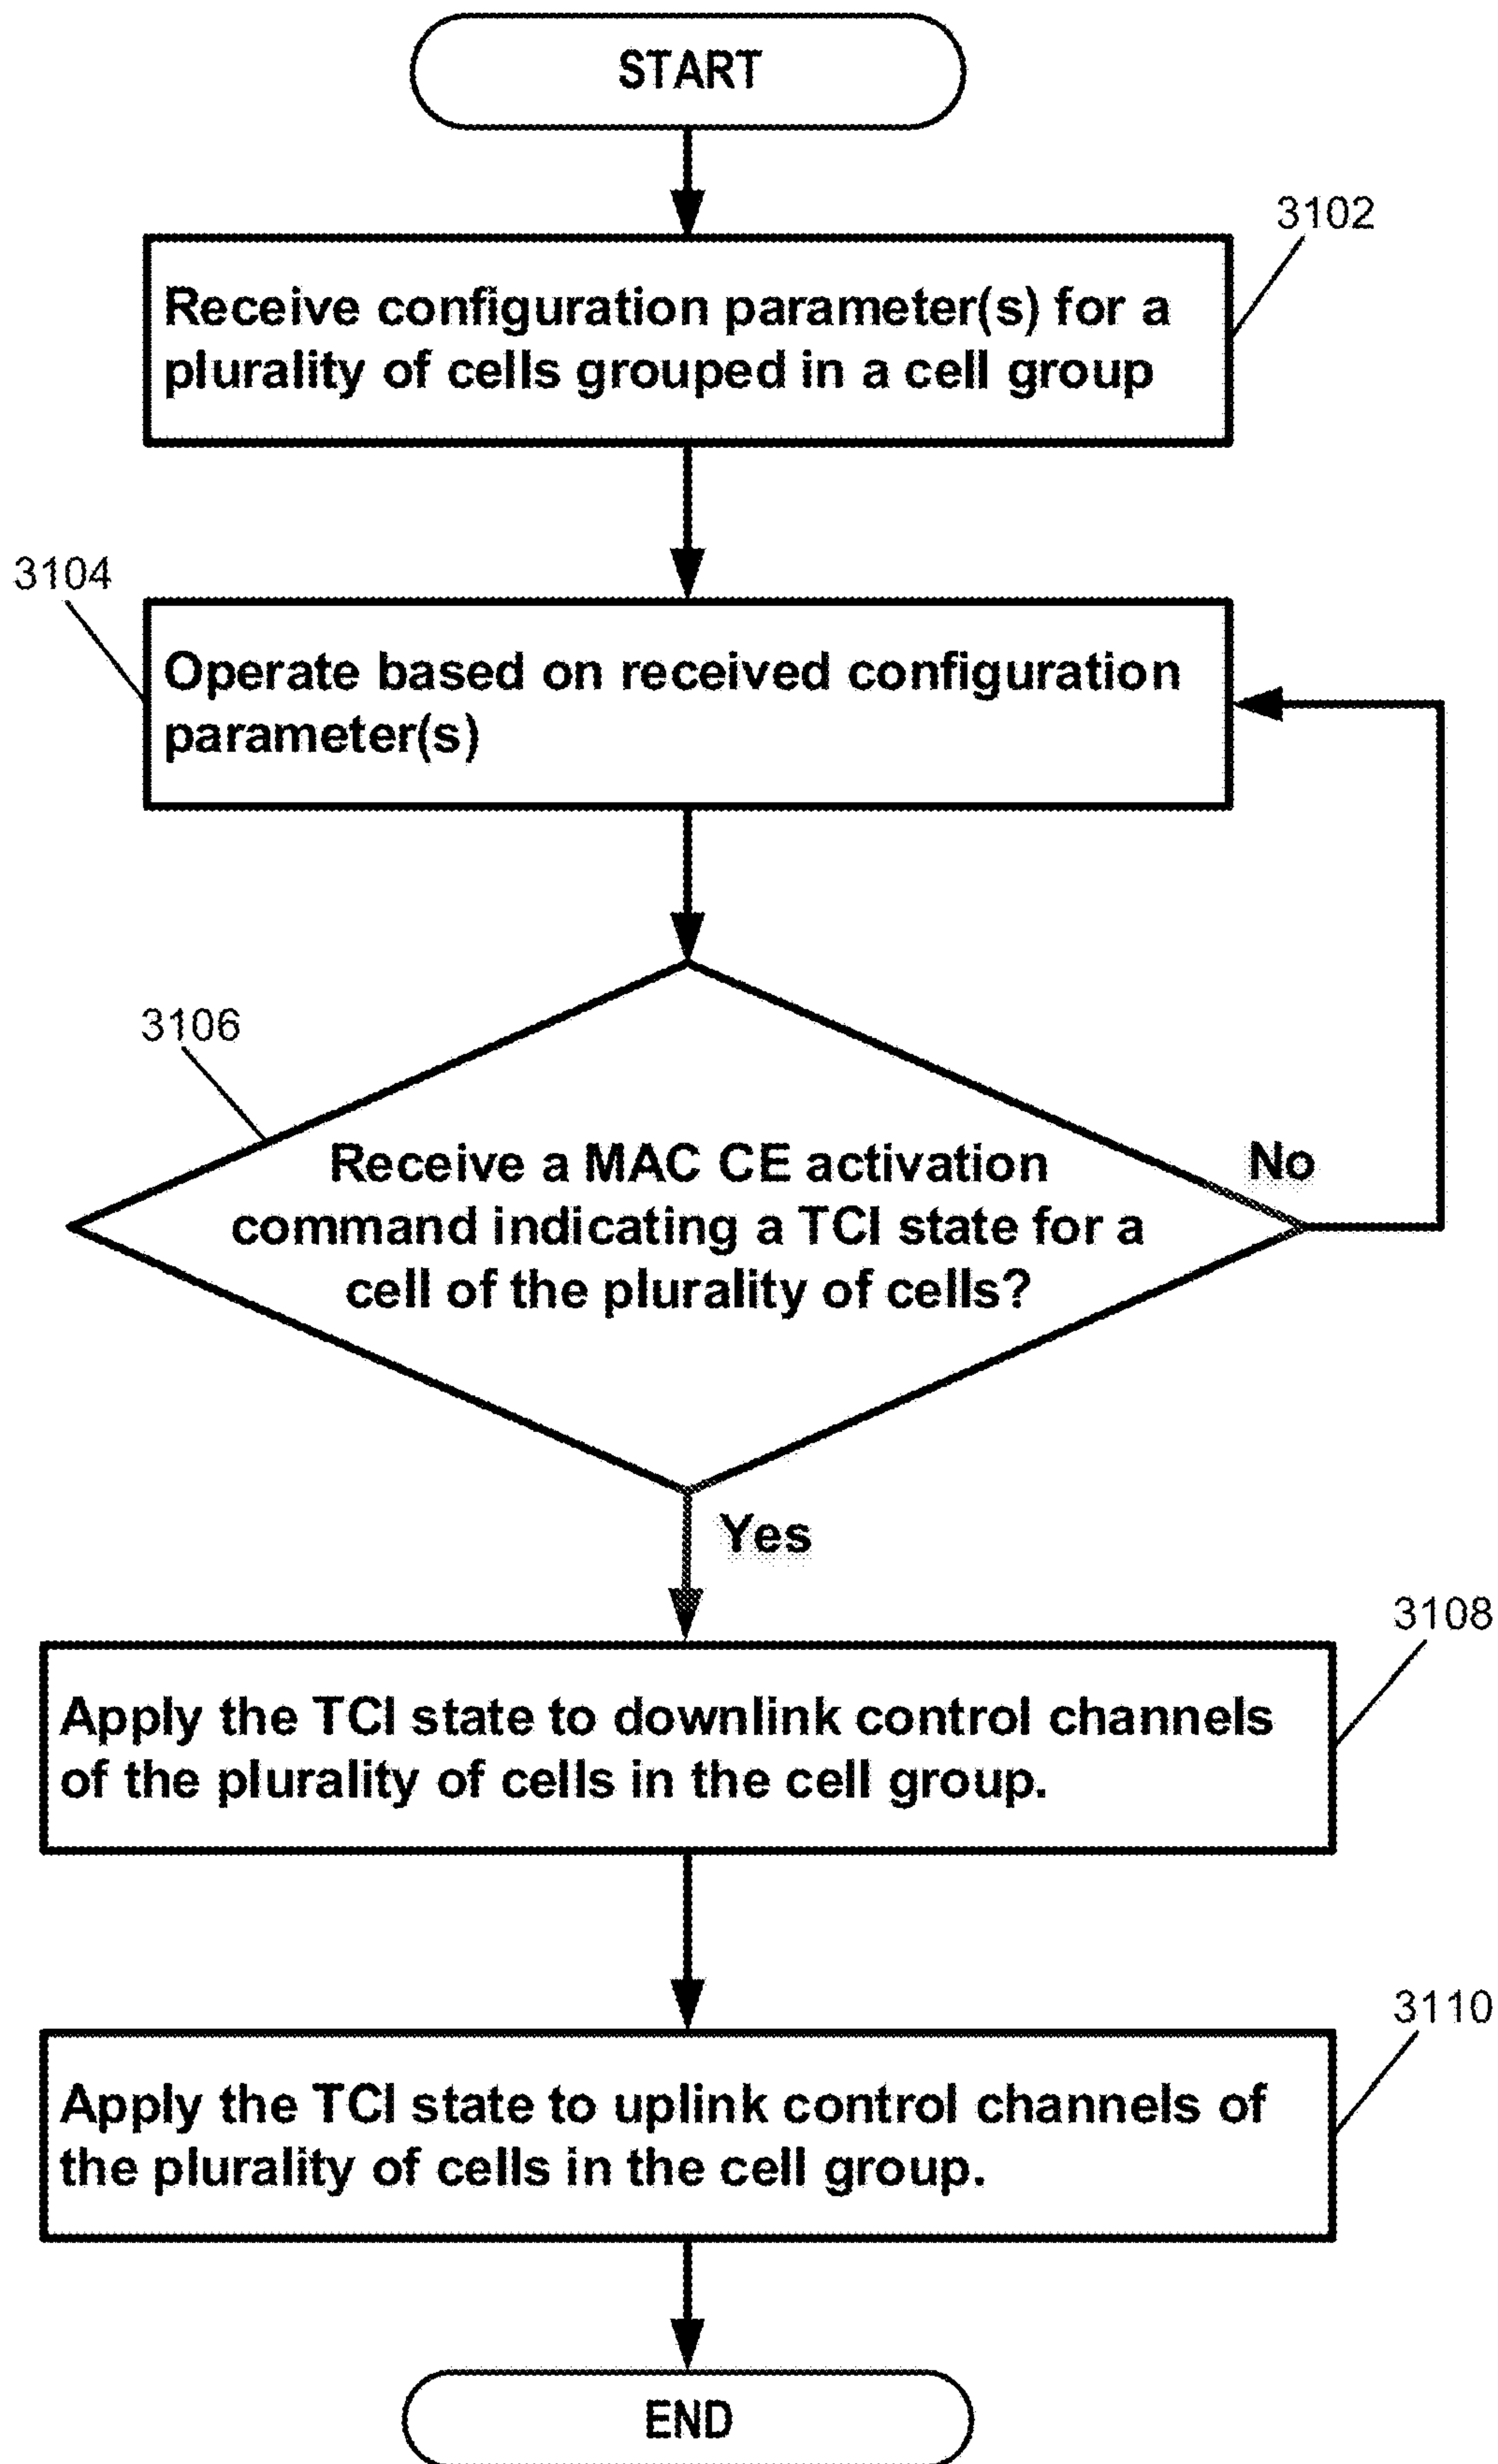 START
3102
Receive configuration parameter(s) for a
plurality of cells grouped in a cell group
3104
Operate based on received configuration
parameter(s)
3106
Receive a MAC CE activation
command indicating a TCI state for a
cell of the plurality of cells?
No
Yes
3108
Apply the TCI state to downlink control channels
of the plurality of cells in the cell group.
3110
Apply the TCI state to uplink control channels of
the plurality of cells in the cell group.
END